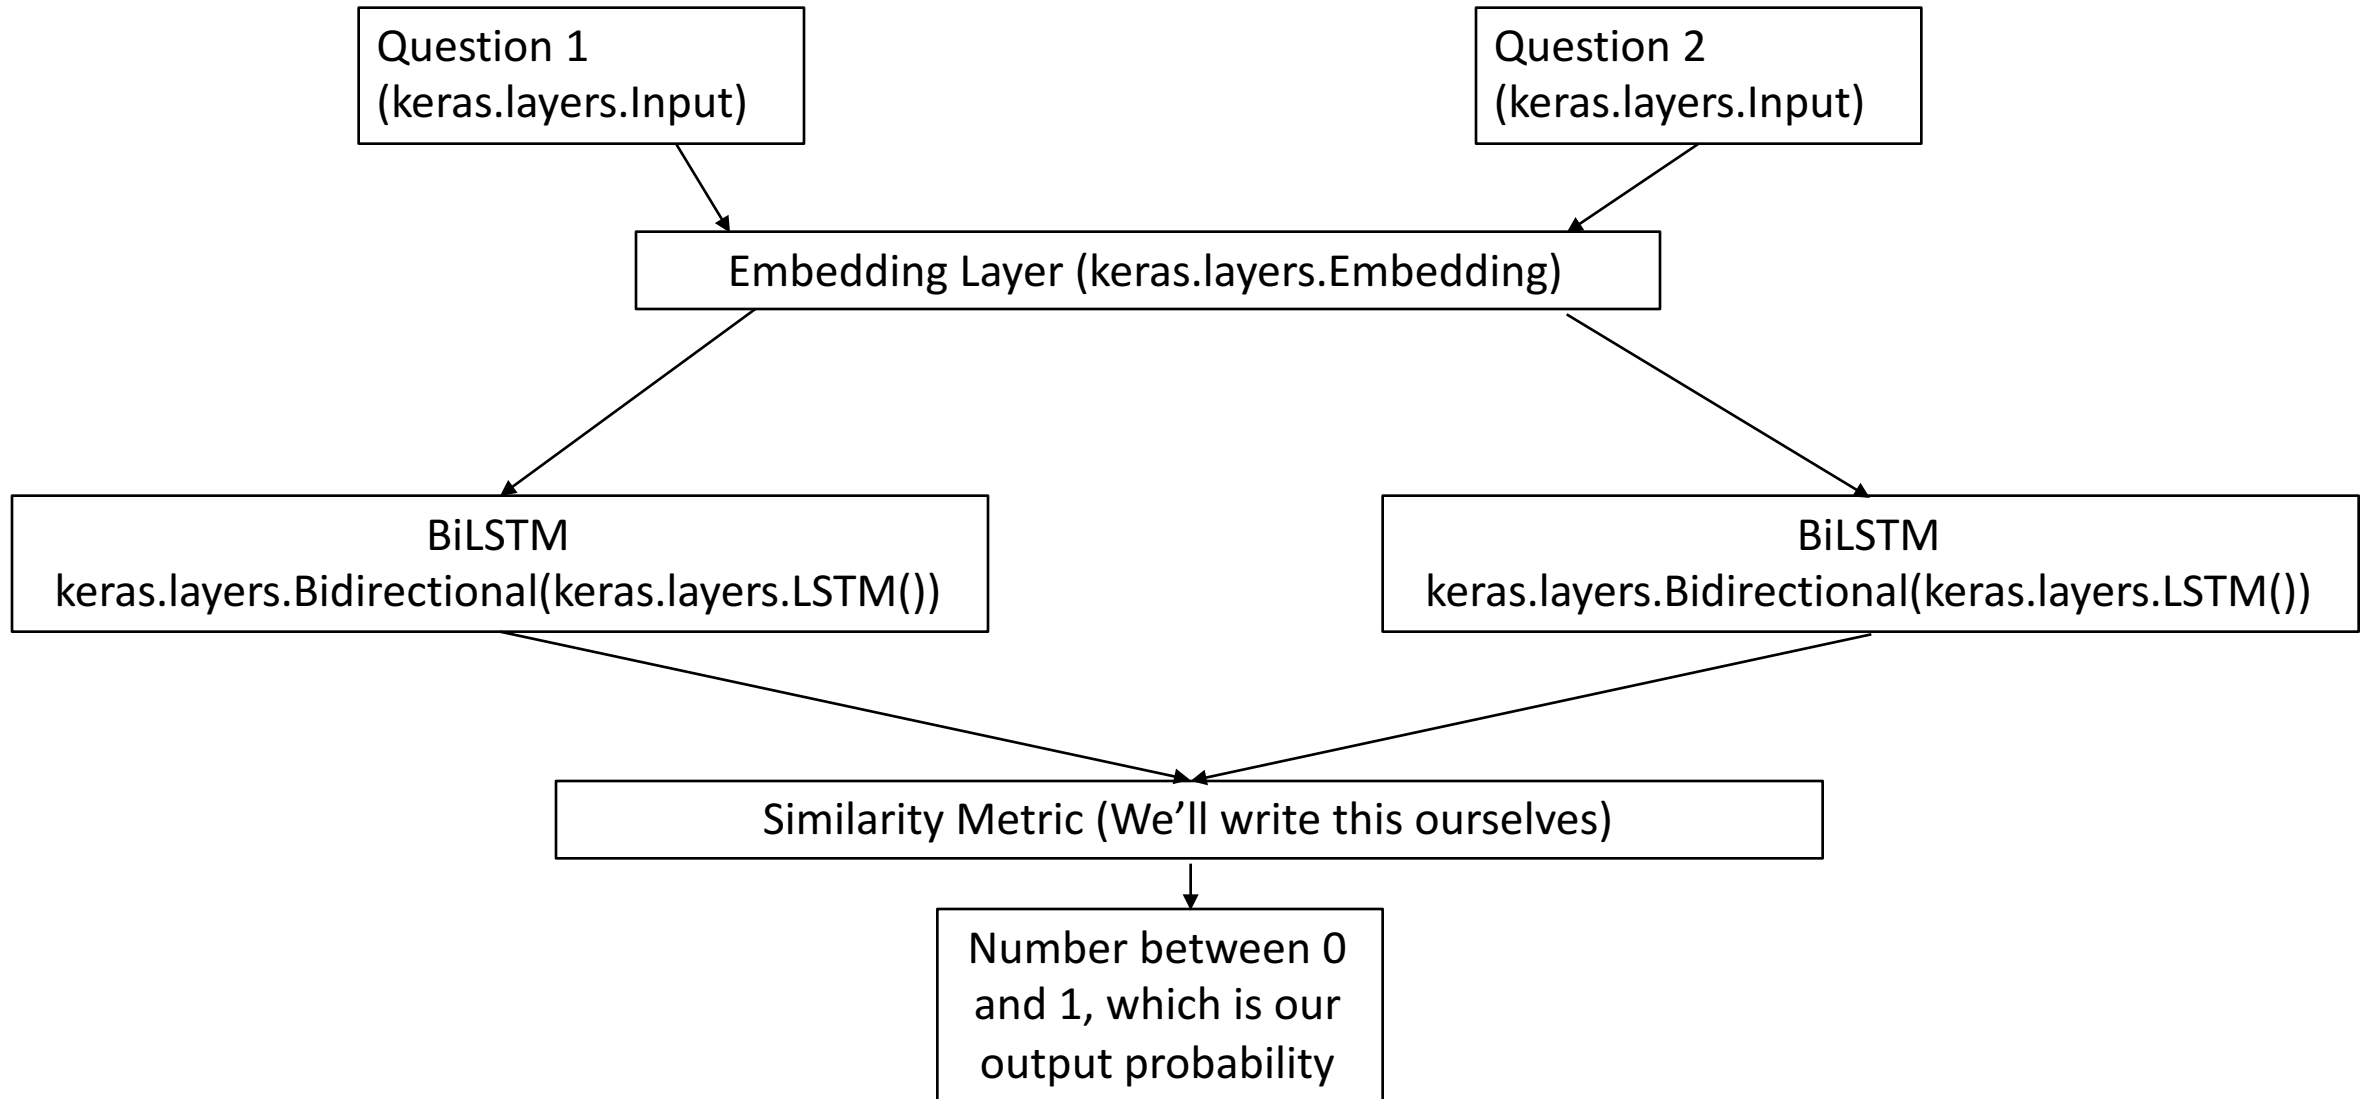 Question 1
(keras.layers.Input)
Question 2
(keras.layers.Input)
Embedding Layer (keras.layers.Embedding)
BiLSTM
keras.layers.Bidirectional(keras.layers.LSTM())
BiLSTM
keras.layers.Bidirectional(keras.layers.LSTM())
Similarity Metric (We’ll write this ourselves)
Number between 0
and 1, which is our
output probability